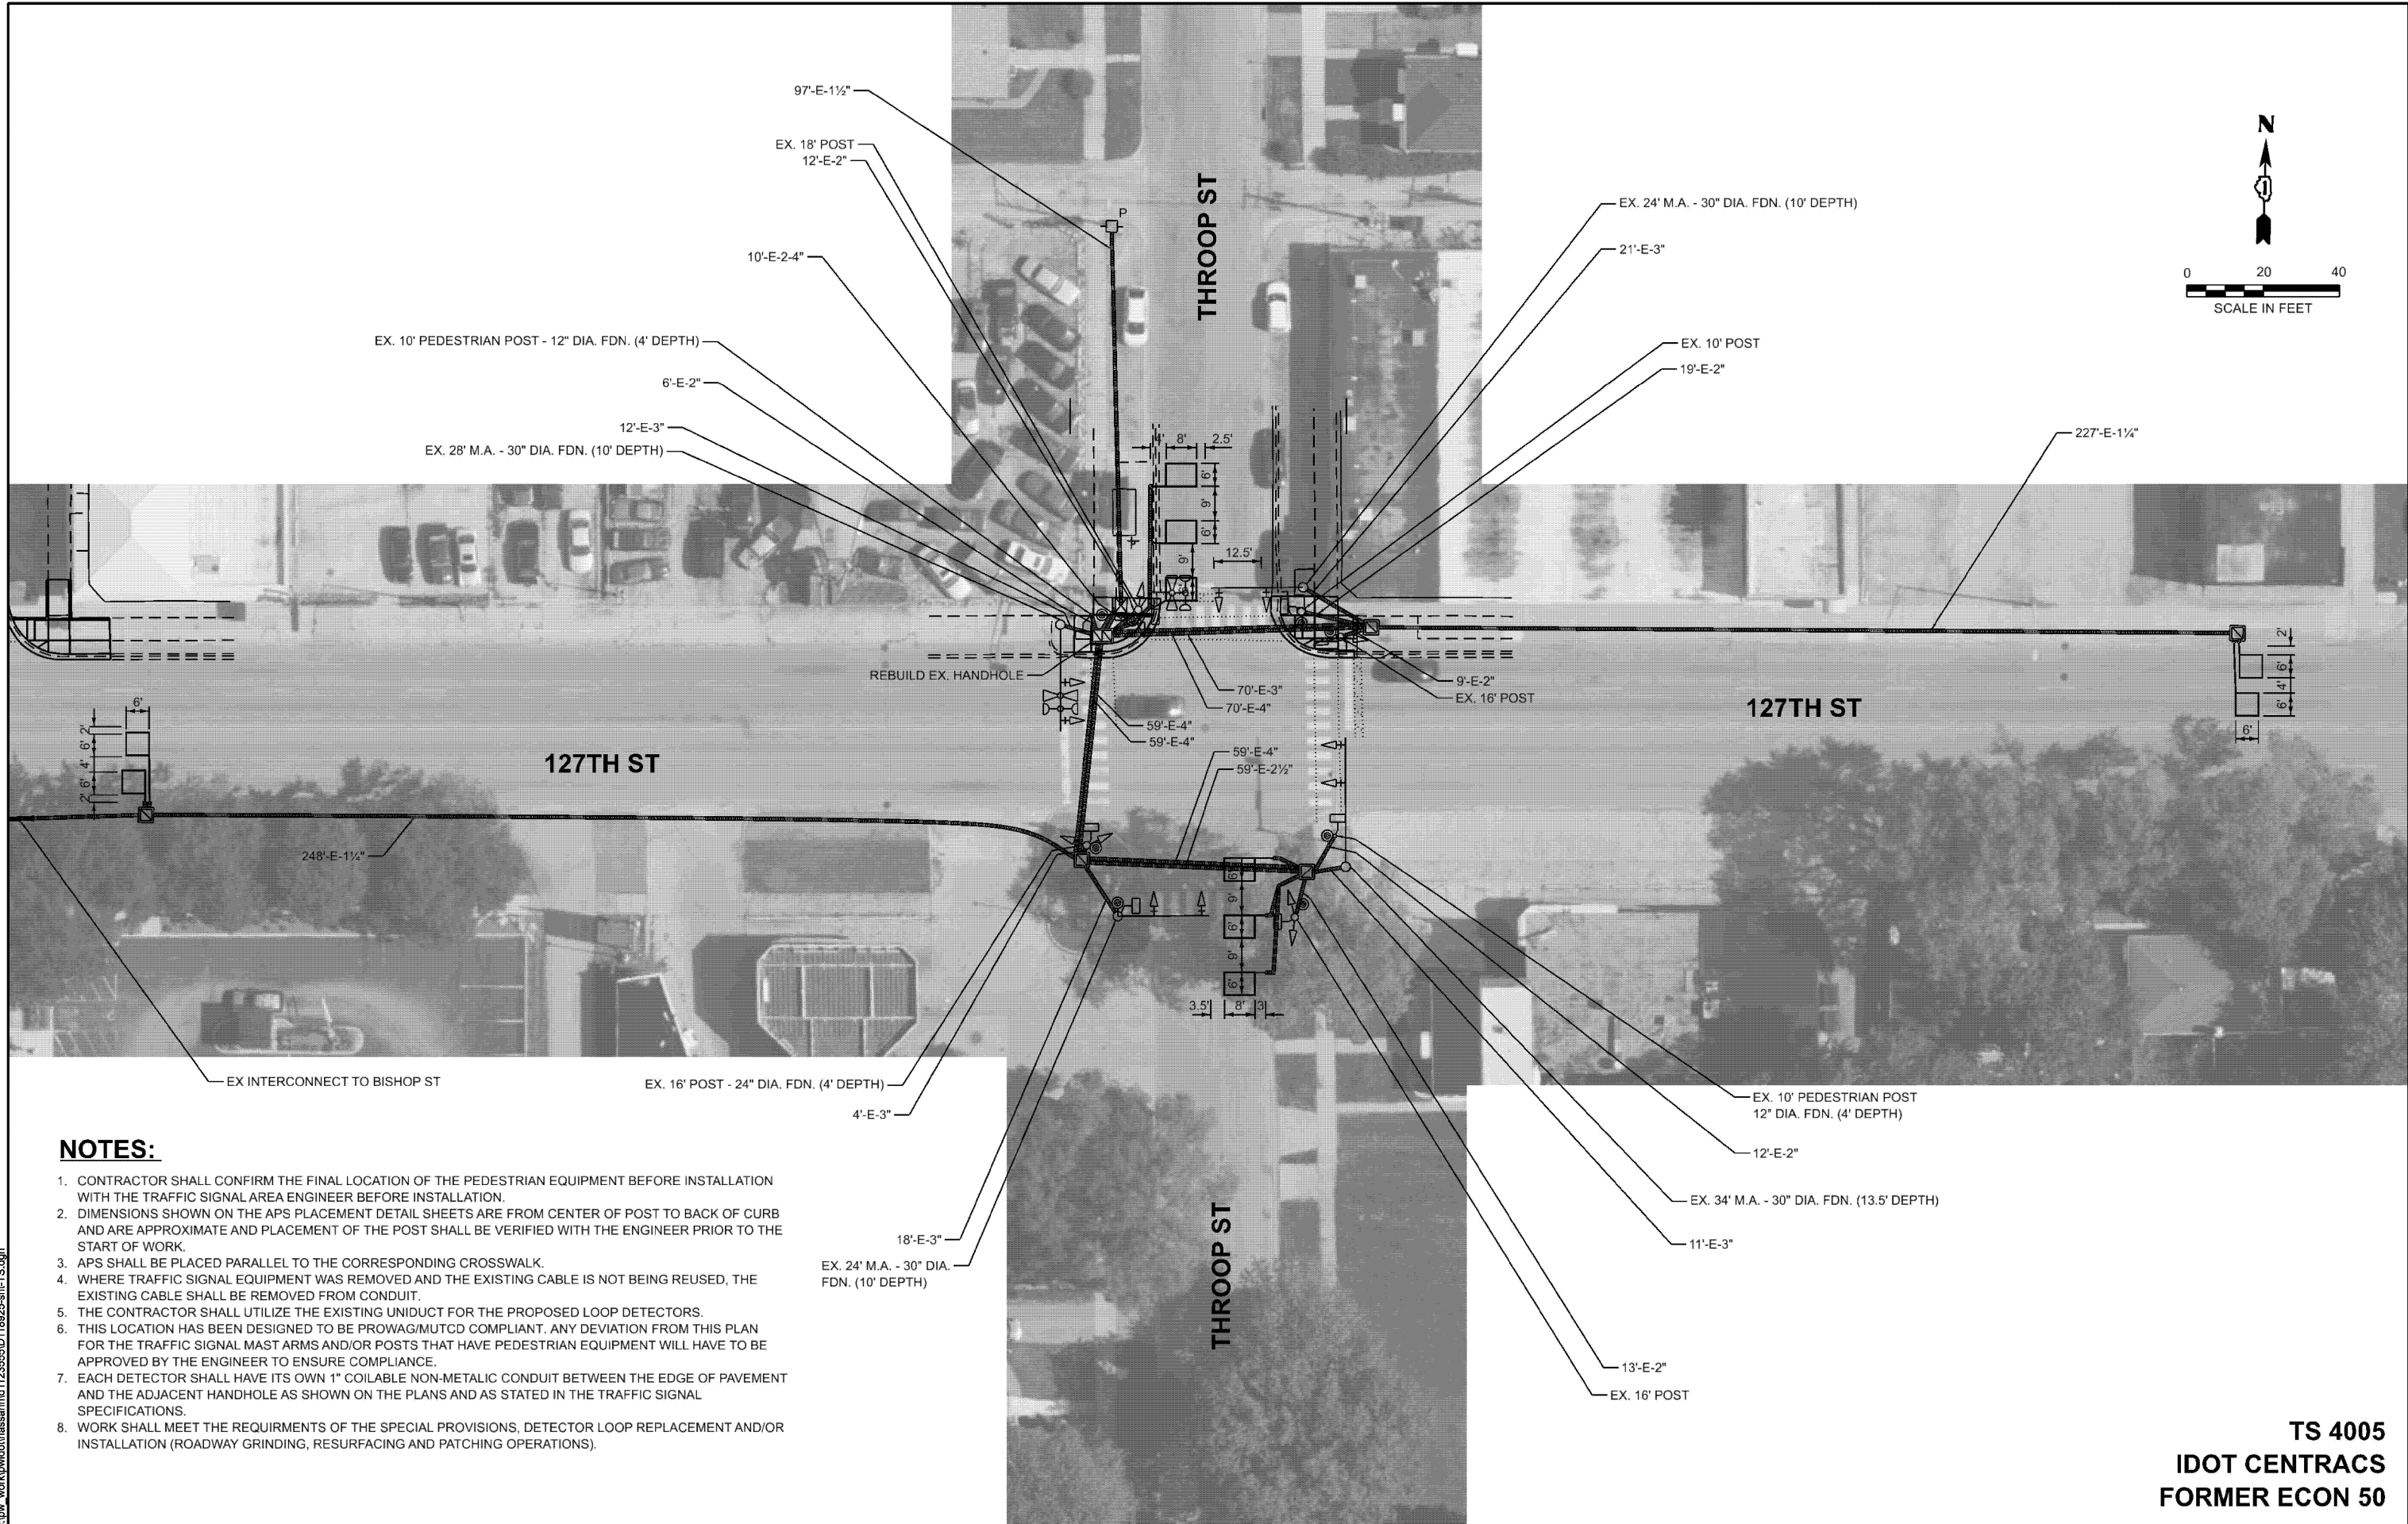 97'-E-1½"
EX. 18' POST
12'-E-2"
10'-E-2-4"
EX. 10' PEDESTRIAN POST - 12" DIA. FDN. (4' DEPTH)
6'-E-2"
12'-E-3"
EX. 28' M.A. - 30" DIA. FDN. (10' DEPTH)
P
THROOP ST
N
0 20 40
SCALE IN FEET
EX. 24' M.A. - 30" DIA. FDN. (10' DEPTH)
21'-E-3"
EX. 10' POST
19'-E-2"
227'-E-1¼"
8' 2.5'
6'
9'
6'
9'
12.5'
REBUILD EX. HANDHOLE
70'-E-3"
70'-E-4"
9'-E-2"
EX. 16' POST
59'-E-4"
59'-E-4"
59'-E-4"
59'-E-2½"
127TH ST
2'
6'
4'
6'
6'
6'
2'
6'
4'
6'
2'
127TH ST
248'-E-1¼"
6'
9'
6'
9'
6'
3.5' 8' 3'
EX INTERCONNECT TO BISHOP ST
EX. 16' POST - 24" DIA. FDN. (4' DEPTH)
4'-E-3"
18'-E-3"
EX. 24' M.A. - 30" DIA.
FDN. (10' DEPTH)
THROOP ST
EX. 10' PEDESTRIAN POST
12" DIA. FDN. (4' DEPTH)
12'-E-2"
EX. 34' M.A. - 30" DIA. FDN. (13.5' DEPTH)
11'-E-3"
13'-E-2"
EX. 16' POST
NOTES:
1. CONTRACTOR SHALL CONFIRM THE FINAL LOCATION OF THE PEDESTRIAN EQUIPMENT BEFORE INSTALLATION
WITH THE TRAFFIC SIGNAL AREA ENGINEER BEFORE INSTALLATION.
2. DIMENSIONS SHOWN ON THE APS PLACEMENT DETAIL SHEETS ARE FROM CENTER OF POST TO BACK OF CURB
AND ARE APPROXIMATE AND PLACEMENT OF THE POST SHALL BE VERIFIED WITH THE ENGINEER PRIOR TO THE
START OF WORK.
3. APS SHALL BE PLACED PARALLEL TO THE CORRESPONDING CROSSWALK.
4. WHERE TRAFFIC SIGNAL EQUIPMENT WAS REMOVED AND THE EXISTING CABLE IS NOT BEING REUSED, THE
EXISTING CABLE SHALL BE REMOVED FROM CONDUIT.
5. THE CONTRACTOR SHALL UTILIZE THE EXISTING UNIDUCT FOR THE PROPOSED LOOP DETECTORS.
6. THIS LOCATION HAS BEEN DESIGNED TO BE PROWAG/MUTCD COMPLIANT. ANY DEVIATION FROM THIS PLAN
FOR THE TRAFFIC SIGNAL MAST ARMS AND/OR POSTS THAT HAVE PEDESTRIAN EQUIPMENT WILL HAVE TO BE
APPROVED BY THE ENGINEER TO ENSURE COMPLIANCE.
7. EACH DETECTOR SHALL HAVE ITS OWN 1" COILABLE NON-METALIC CONDUIT BETWEEN THE EDGE OF PAVEMENT
AND THE ADJACENT HANDHOLE AS SHOWN ON THE PLANS AND AS STATED IN THE TRAFFIC SIGNAL
SPECIFICATIONS.
8. WORK SHALL MEET THE REQUIRMENTS OF THE SPECIAL PROVISIONS, DETECTOR LOOP REPLACEMENT AND/OR
INSTALLATION (ROADWAY GRINDING, RESURFACING AND PATCHING OPERATIONS).
TS 4005
IDOT CENTRACS
FORMER ECON 50